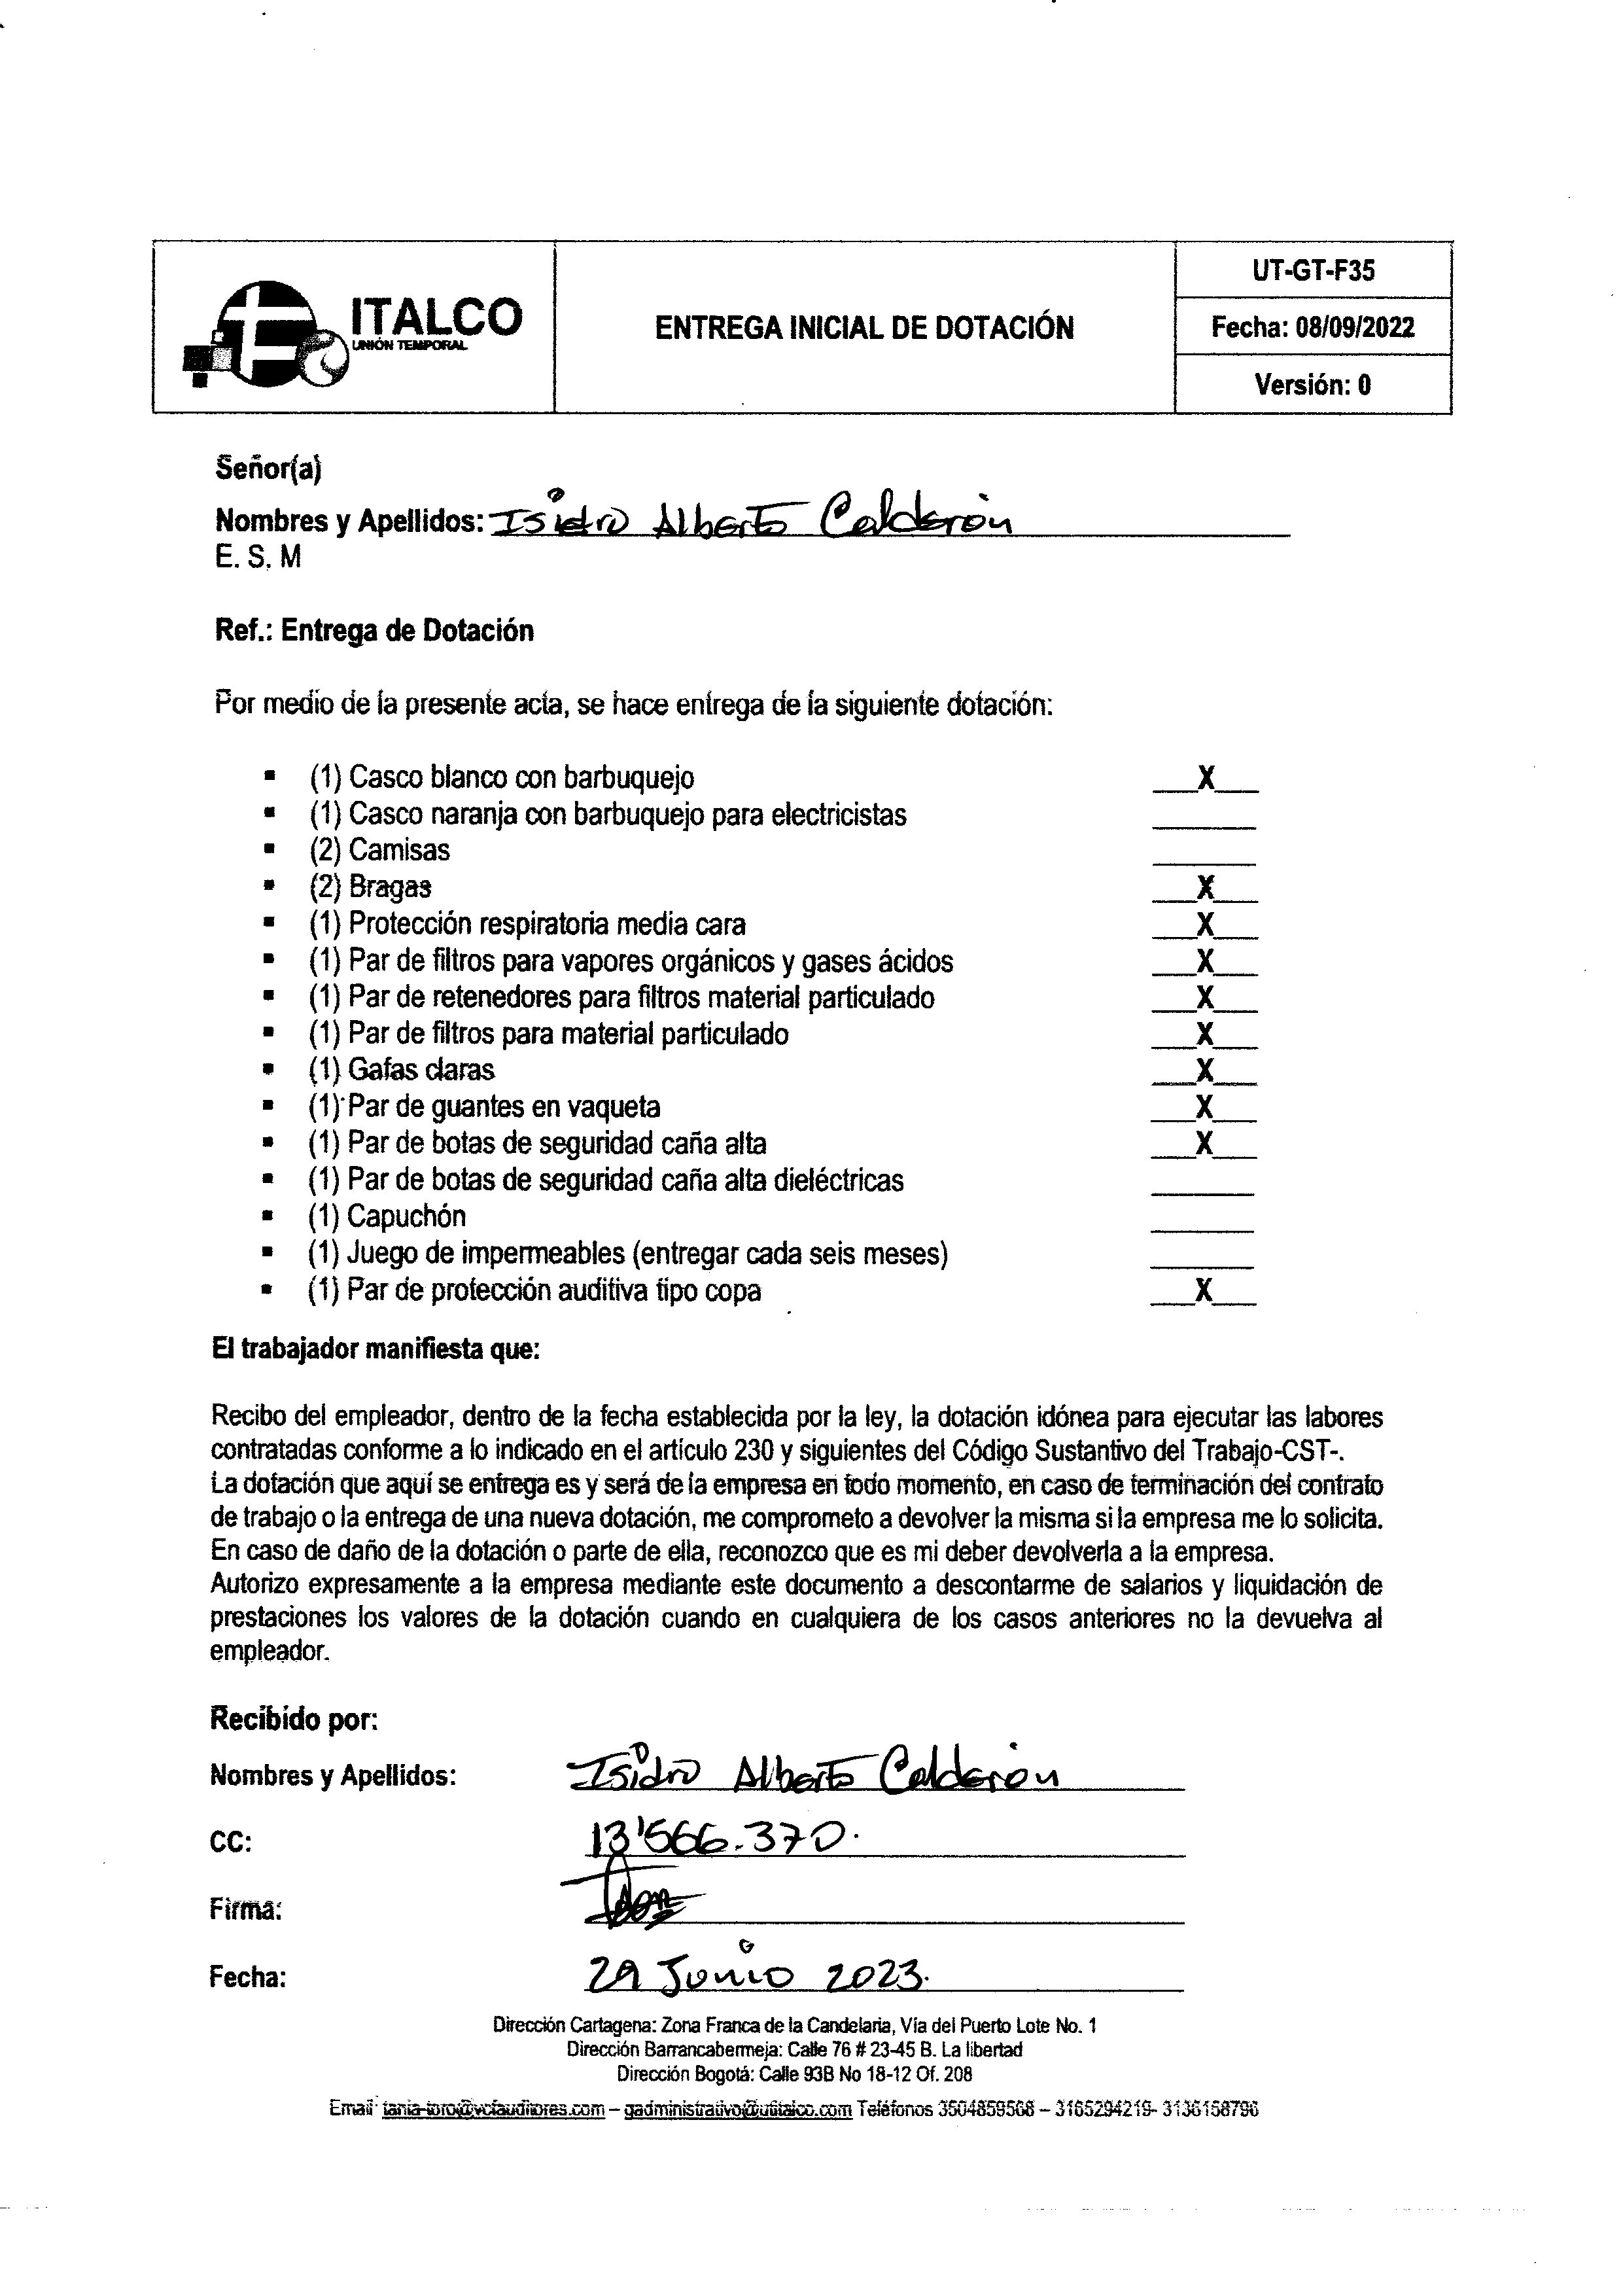 ITALCO
UNIÓN TEMPORAL
ENTREGA INICIAL DE DOTACIÓN
UT-GT-F35
Fecha: 08/09/2022
Versión: 0
Señor(a)
Nombres y Apellidos: Isidro Alberto Calderón
E. S. M
Ref.: Entrega de Dotación
Por medio de la presente acta, se hace entrega de la siguiente dotación:
▪ (1) Casco blanco con barbuquejo ___X___
▪ (1) Casco naranja con barbuquejo para electricistas _______
▪ (2) Camisas _______
▪ (2) Bragas ___X___
▪ (1) Protección respiratoria media cara ___X___
▪ (1) Par de filtros para vapores orgánicos y gases ácidos ___X___
▪ (1) Par de retenedores para filtros material particulado ___X___
▪ (1) Par de filtros para material particulado ___X___
▪ (1) Gafas claras ___X___
▪ (1) Par de guantes en vaqueta ___X___
▪ (1) Par de botas de seguridad caña alta ___X___
▪ (1) Par de botas de seguridad caña alta dieléctricas _______
▪ (1) Capuchón _______
▪ (1) Juego de impermeables (entregar cada seis meses) _______
▪ (1) Par de protección auditiva tipo copa ___X___
El trabajador manifiesta que:
Recibo del empleador, dentro de la fecha establecida por la ley, la dotación idónea para ejecutar las labores
contratadas conforme a lo indicado en el artículo 230 y siguientes del Código Sustantivo del Trabajo-CST-.
La dotación que aquí se entrega es y será de la empresa en todo momento, en caso de terminación del contrato
de trabajo o la entrega de una nueva dotación, me comprometo a devolver la misma si la empresa me lo solicita.
En caso de daño de la dotación o parte de ella, reconozco que es mi deber devolverla a la empresa.
Autorizo expresamente a la empresa mediante este documento a descontarme de salarios y liquidación de
prestaciones los valores de la dotación cuando en cualquiera de los casos anteriores no la devuelva al
empleador.
Recibido por:
Nombres y Apellidos: Isidro Alberto Calderón
CC: 13'566.370.
Firma:
Fecha: 29 Junio 2023.
Dirección Cartagena: Zona Franca de la Candelaria, Vía del Puerto Lote No. 1
Dirección Barrancabermeja: Calle 76 # 23-45 B. La libertad
Dirección Bogotá: Calle 93B No 18-12 Of. 208
Email: tania-toro@vclauditores.com – gadministrativo@utitalco.com Teléfonos 3504859568 – 3165294219- 3136158796